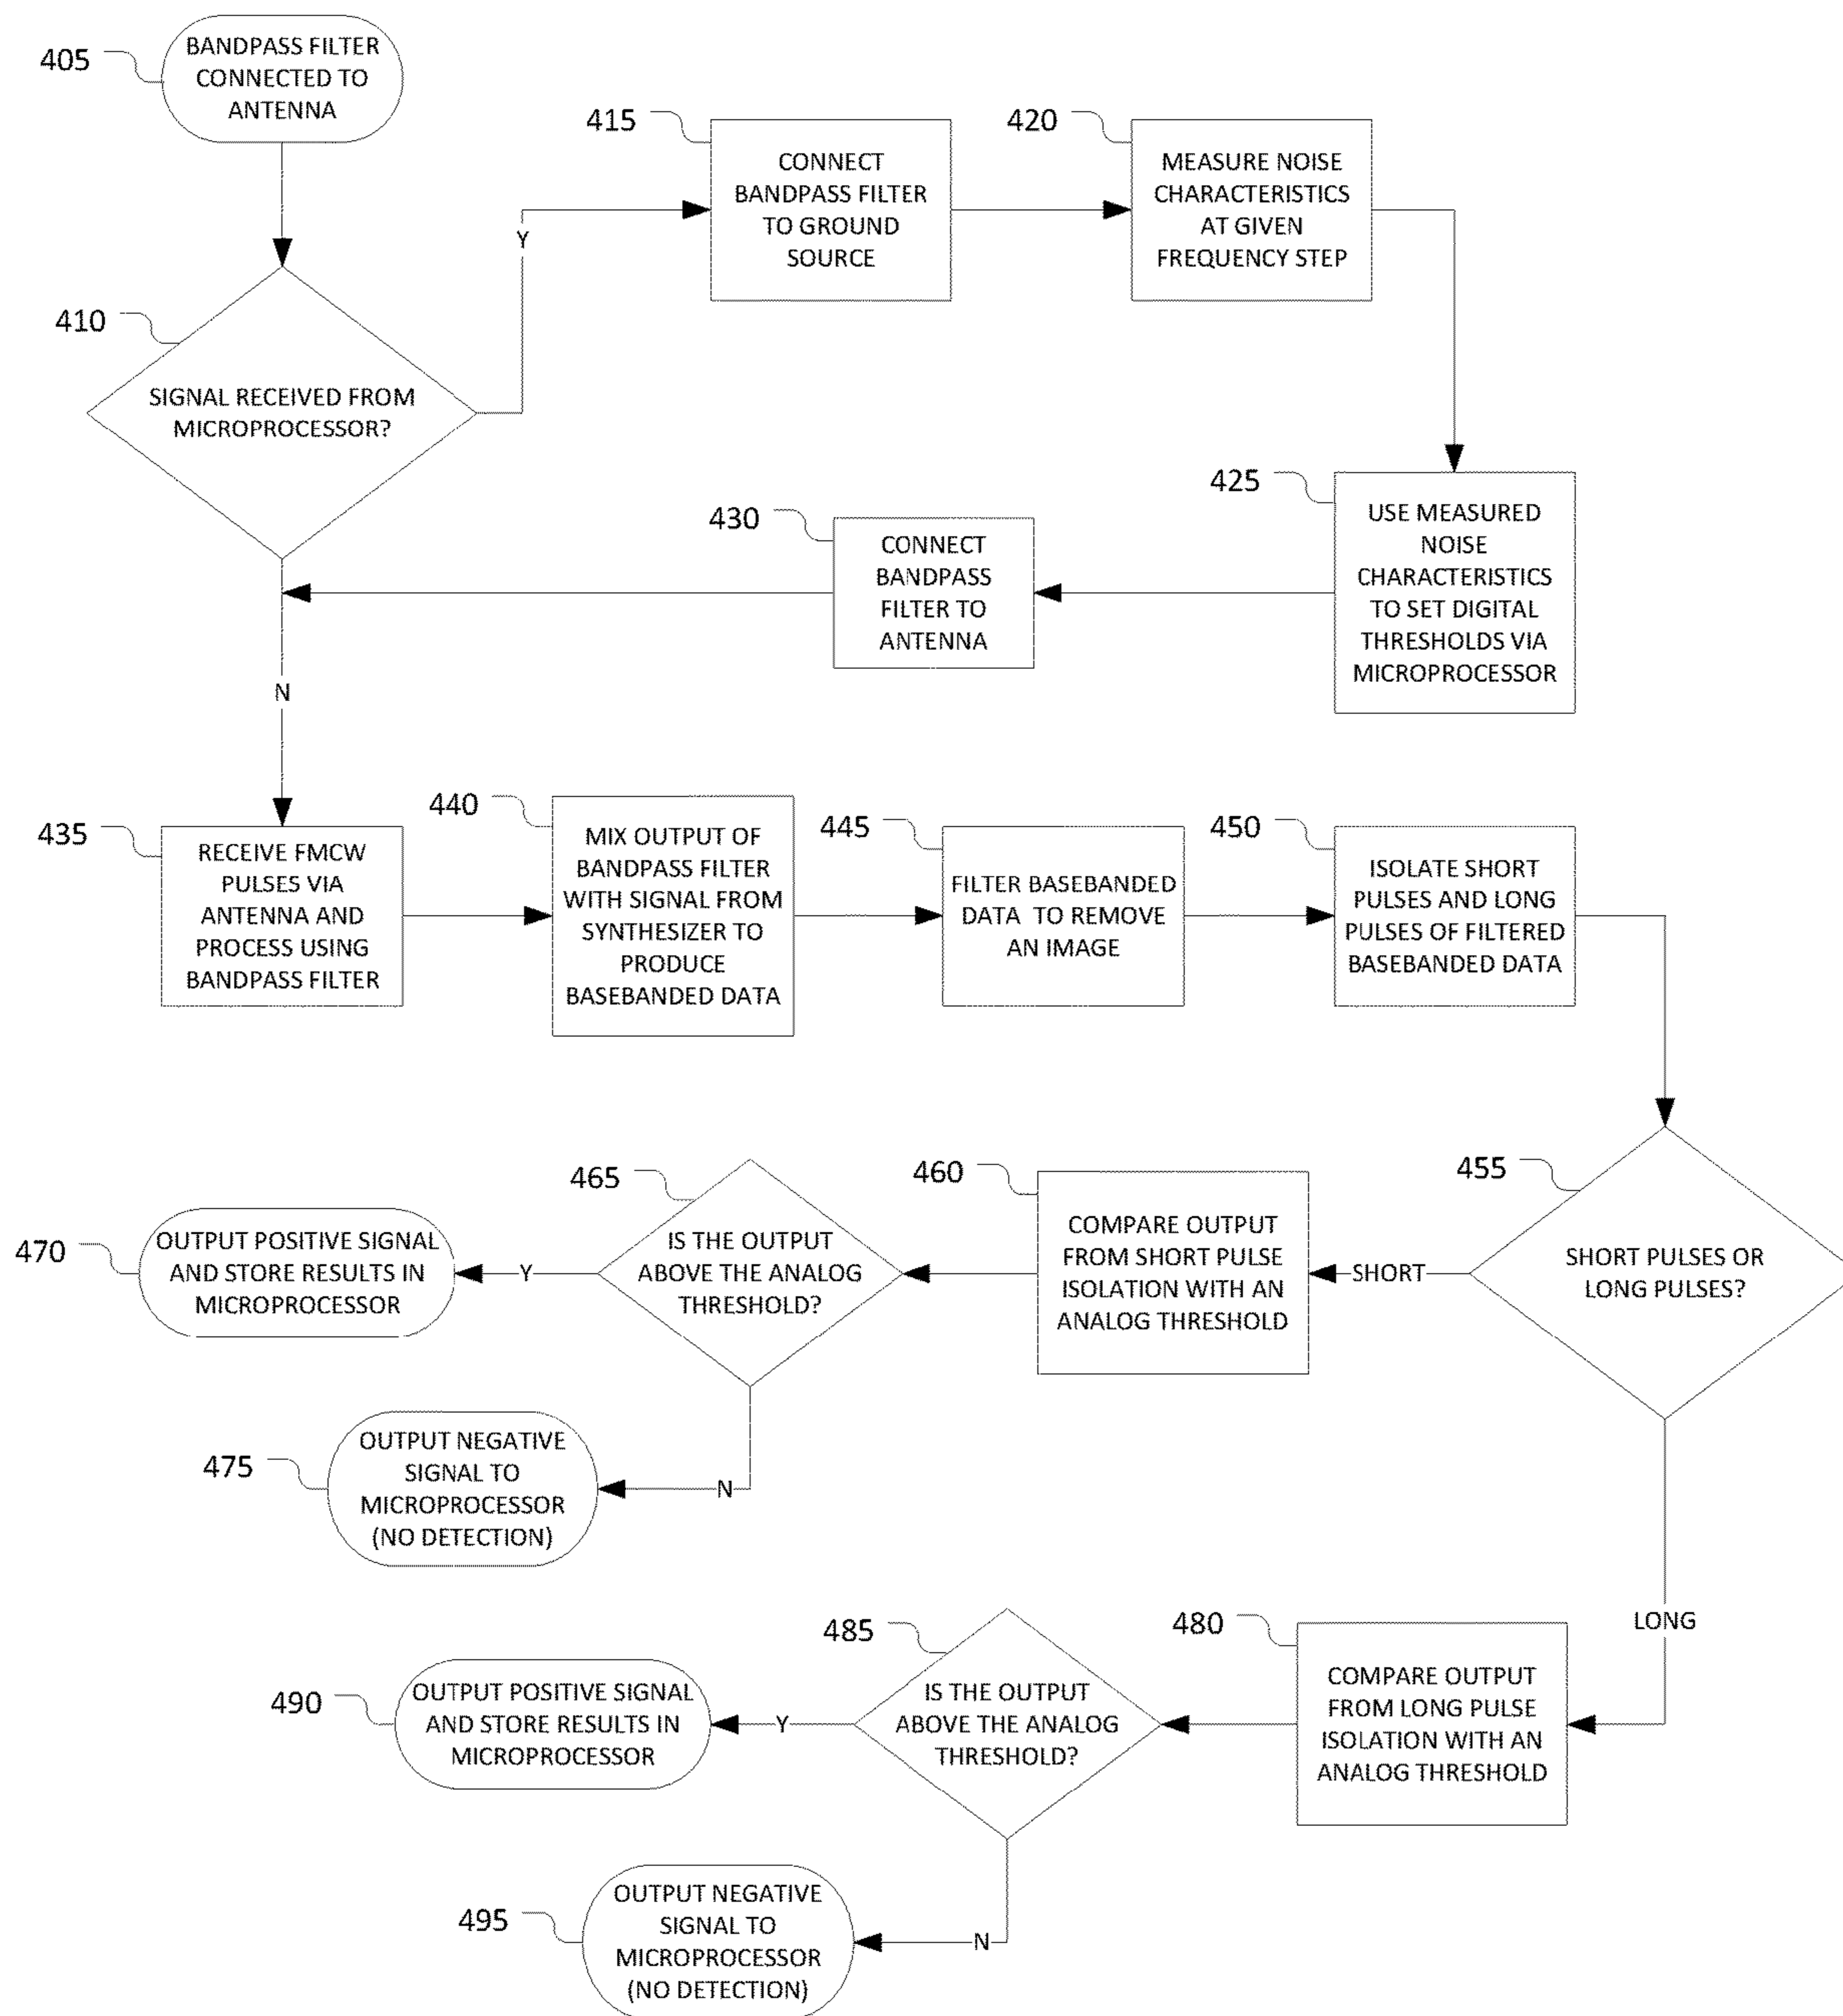 405
BANDPASS FILTER
CONNECTED TO
ANTENNA
410
SIGNAL RECEIVED FROM
MICROPROCESSOR?
Y
415
CONNECT
BANDPASS FILTER
TO GROUND
SOURCE
420
MEASURE NOISE
CHARACTERISTICS
AT GIVEN
FREQUENCY STEP
425
USE MEASURED
NOISE
CHARACTERISTICS
TO SET DIGITAL
THRESHOLDS VIA
MICROPROCESSOR
430
CONNECT
BANDPASS
FILTER TO
ANTENNA
N
435
RECEIVE FMCW
PULSES VIA
ANTENNA AND
PROCESS USING
BANDPASS FILTER
440
MIX OUTPUT OF
BANDPASS FILTER
WITH SIGNAL FROM
SYNTHESIZER TO
PRODUCE
BASEBANDED DATA
445
FILTER BASEBANDED
DATA TO REMOVE
AN IMAGE
450
ISOLATE SHORT
PULSES AND LONG
PULSES OF FILTERED
BASEBANDED DATA
455
SHORT PULSES OR
LONG PULSES?
SHORT
460
COMPARE OUTPUT
FROM SHORT PULSE
ISOLATION WITH AN
ANALOG THRESHOLD
465
IS THE OUTPUT
ABOVE THE ANALOG
THRESHOLD?
Y
470
OUTPUT POSITIVE SIGNAL
AND STORE RESULTS IN
MICROPROCESSOR
N
475
OUTPUT NEGATIVE
SIGNAL TO
MICROPROCESSOR
(NO DETECTION)
LONG
480
COMPARE OUTPUT
FROM LONG PULSE
ISOLATION WITH AN
ANALOG THRESHOLD
485
IS THE OUTPUT
ABOVE THE ANALOG
THRESHOLD?
Y
490
OUTPUT POSITIVE SIGNAL
AND STORE RESULTS IN
MICROPROCESSOR
N
495
OUTPUT NEGATIVE
SIGNAL TO
MICROPROCESSOR
(NO DETECTION)